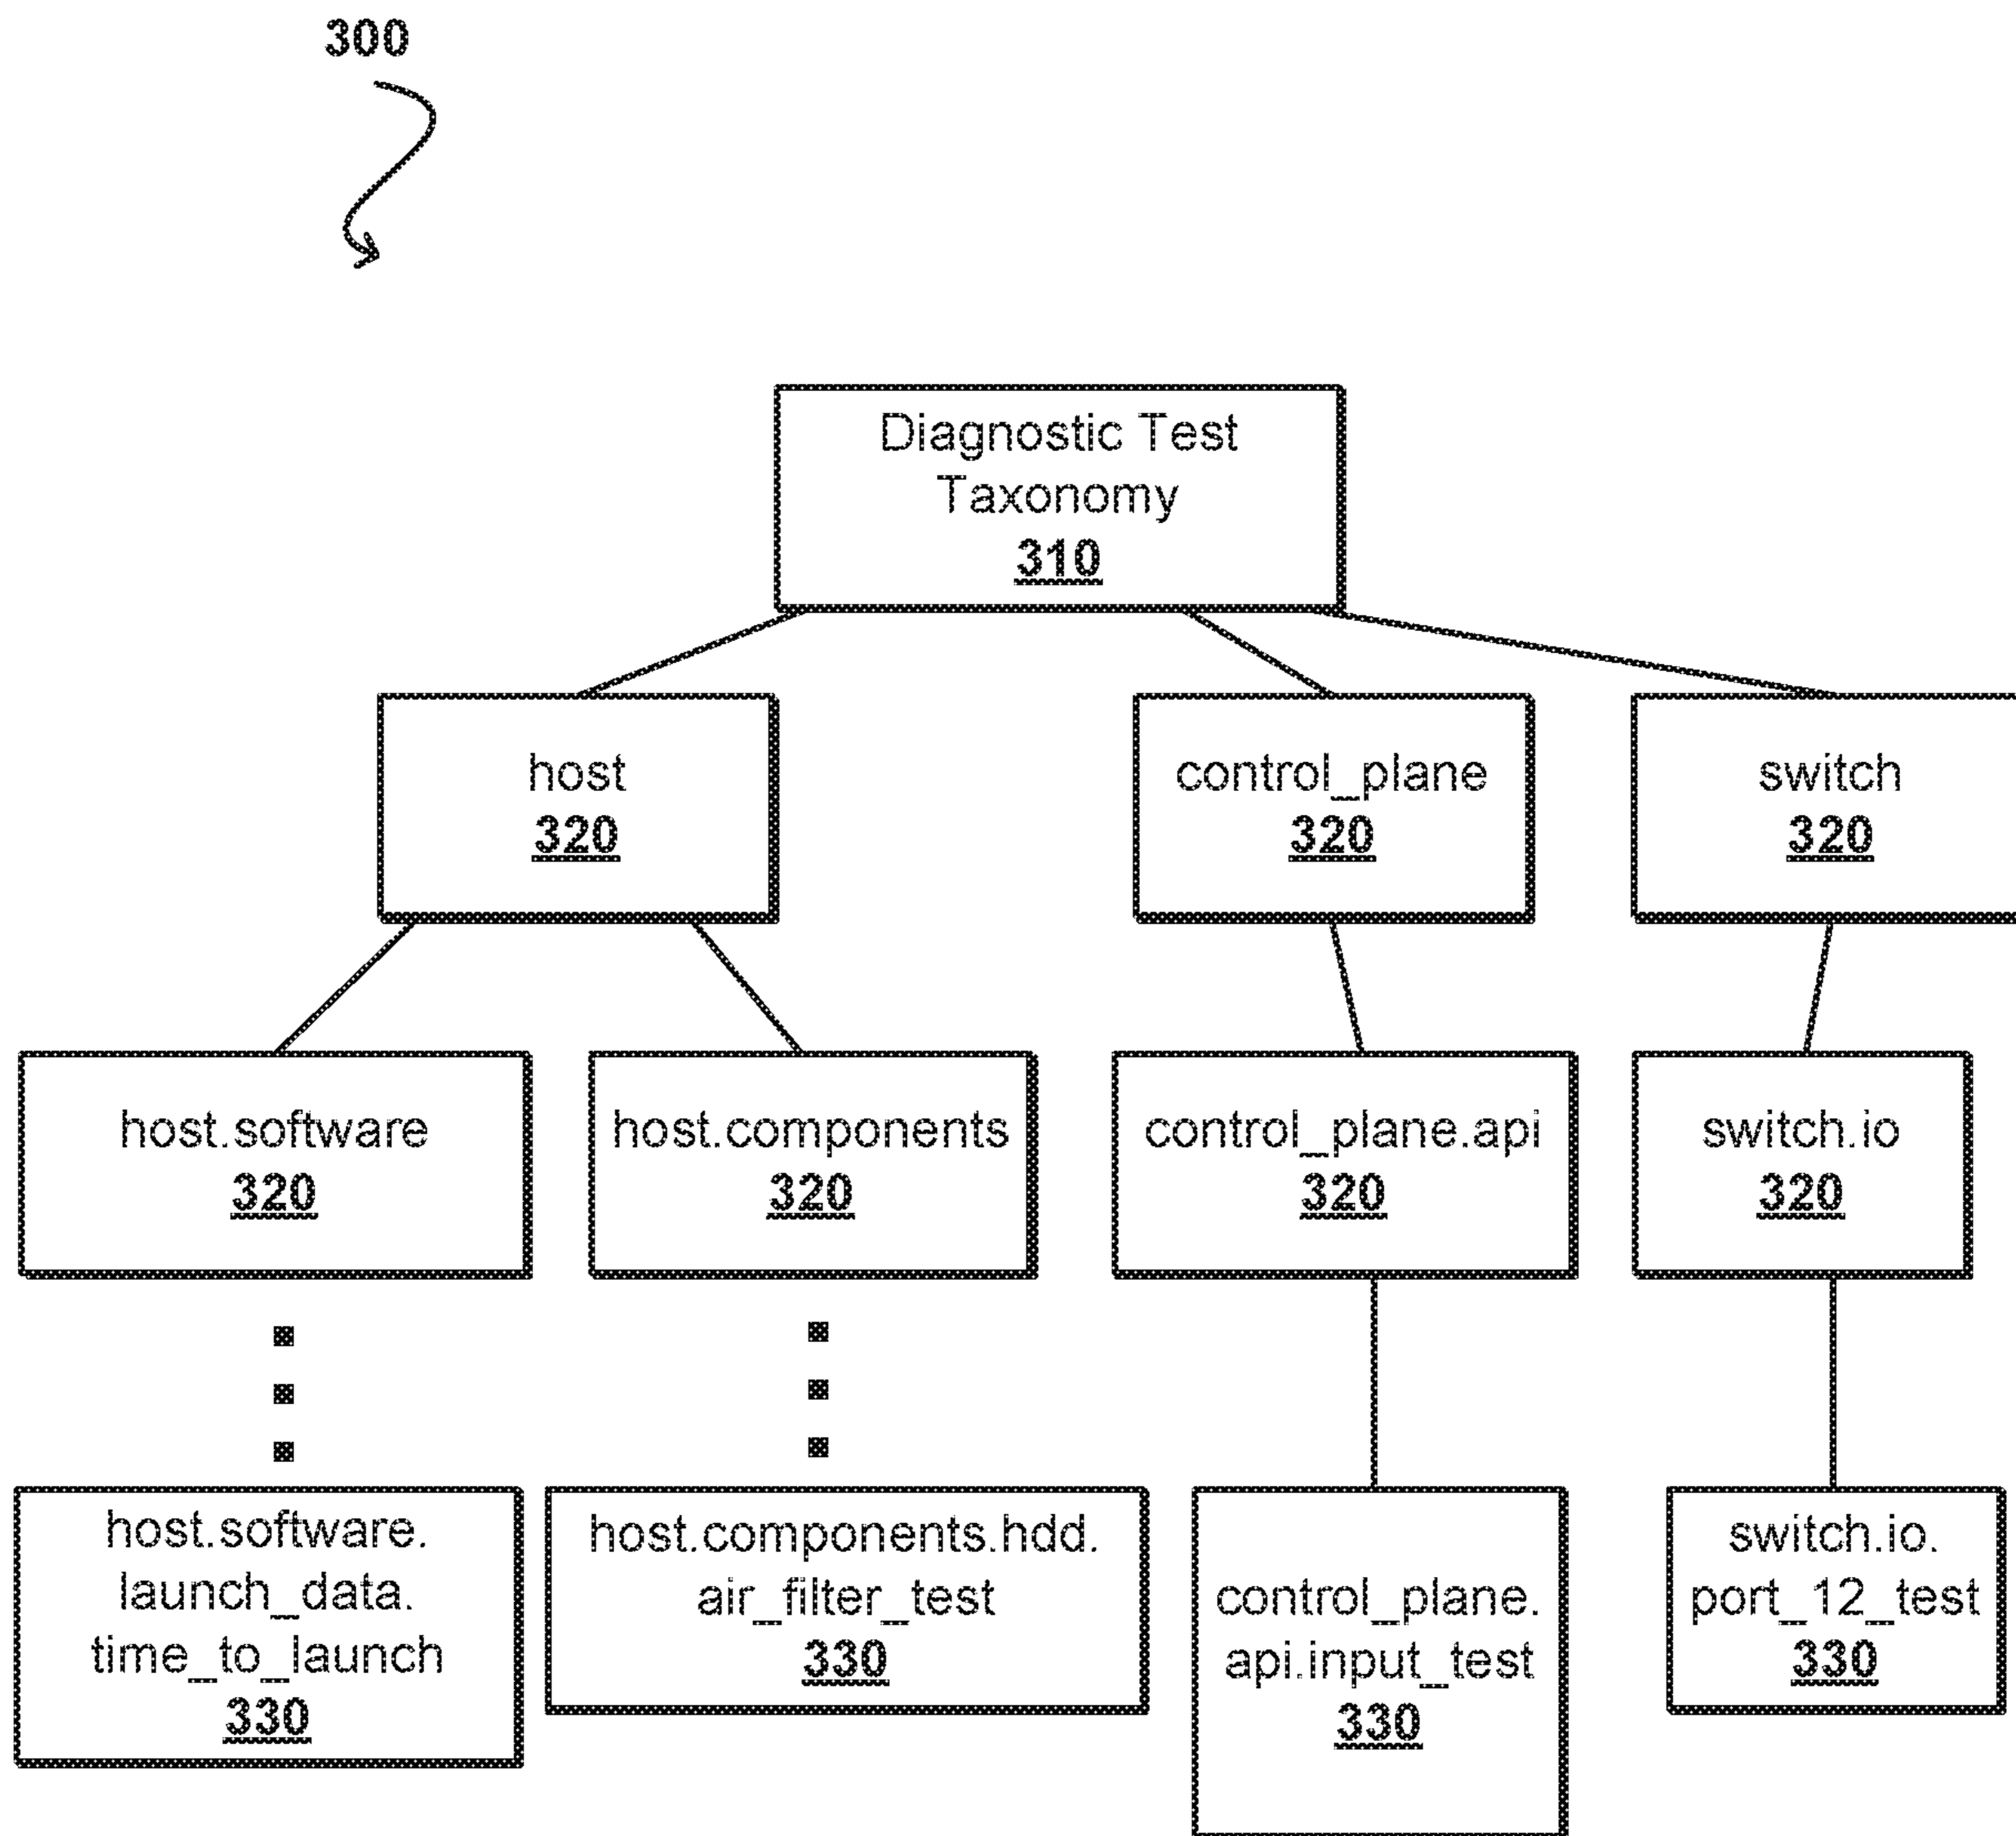 300
Diagnostic Test
Taxonomy
310
host
320
control_plane
320
switch
320
host.software
320
host.components
320
control_plane.api
320
switch.io
320
host.software.
launch_data.
time_to_launch
330
host.components.hdd.
air_filter_test
330
control_plane.
api.input_test
330
switch.io.
port_12_test
330